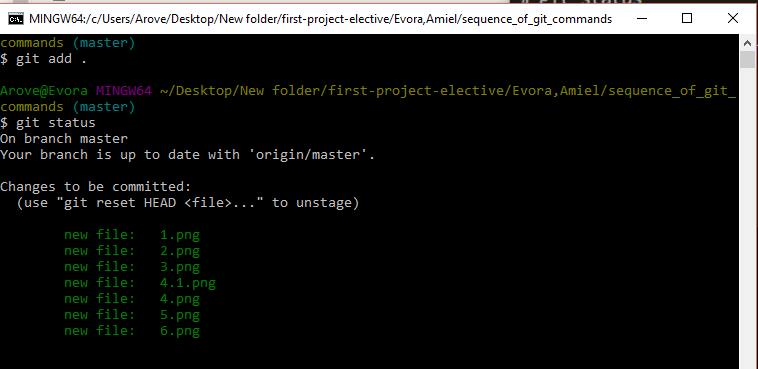 MINGW64:/c/Users/Arove/Desktop/New folder/first-project-elective/Evora,Amiel/sequence_of_git_commands
commands (master)
$ git add .
Arove@Evora MINGW64 ~/Desktop/New folder/first-project-elective/Evora,Amiel/sequence_of_git_
commands (master)
$ git status
On branch master
Your branch is up to date with 'origin/master'.
Changes to be committed:
(use "git reset HEAD <file>..." to unstage)
new file: 1.png
new file: 2.png
new file: 3.png
new file: 4.1.png
new file: 4.png
new file: 5.png
new file: 6.png